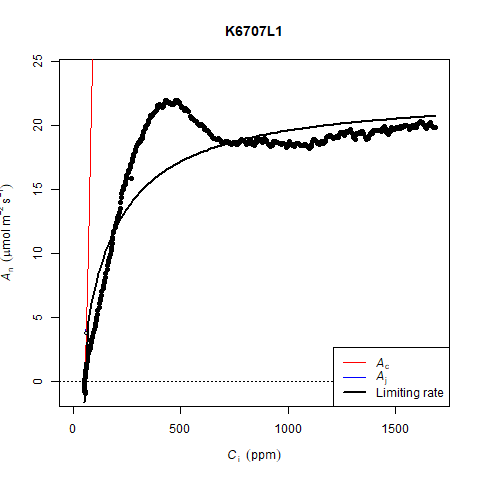 K6707L1
25
20
15
10
5
0
Aₙ (μmol m⁻² s⁻¹)
0 500 1000 1500
Cᵢ (ppm)
A꜀
Aⱼ
Limiting rate